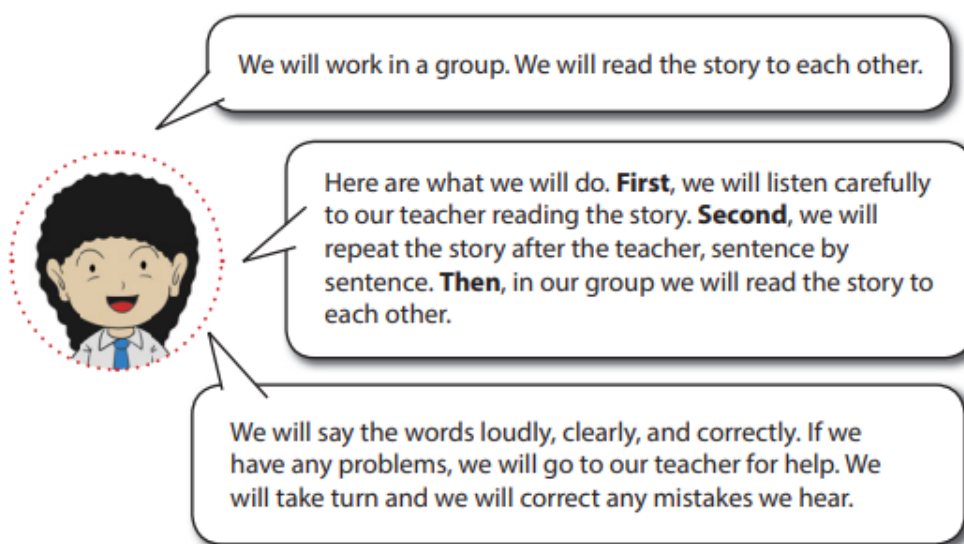 We will work in a group. We will read the story to each other.
Here are what we will do. First, we will listen carefully
to our teacher reading the story. Second, we will
repeat the story after the teacher, sentence by
sentence. Then, in our group we will read the story to
each other.
We will say the words loudly, clearly, and correctly. If we
have any problems, we will go to our teacher for help. We
will take turn and we will correct any mistakes we hear.